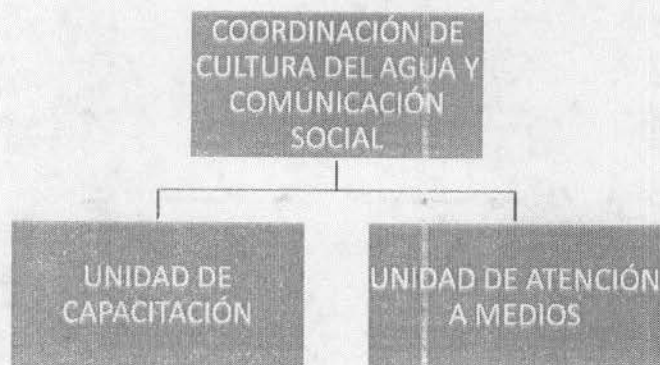 COORDINACIÓN DE
CULTURA DEL AGUA Y
COMUNICACIÓN
SOCIAL
UNIDAD DE
CAPACITACIÓN
UNIDAD DE ATENCIÓN
A MEDIOS